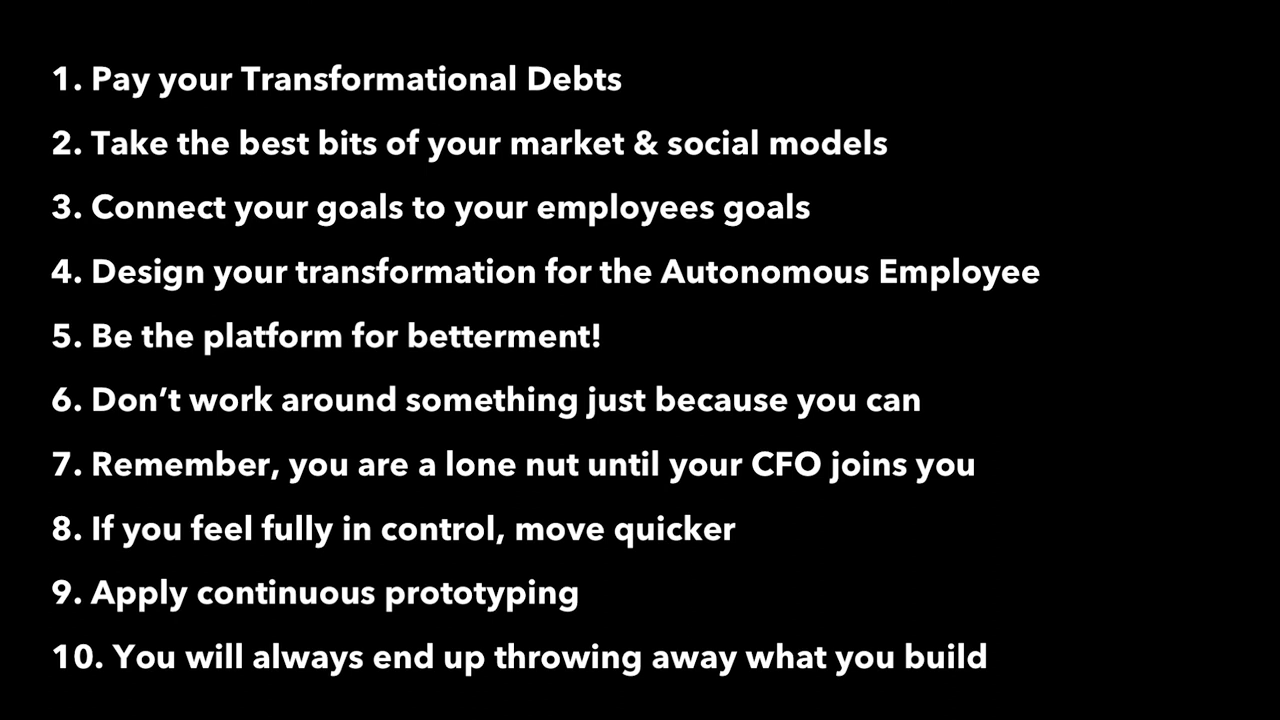 1. Pay your Transformational Debts
2. Take the best bits of your market & social models
3. Connect your goals to your employees goals
4. Design your transformation for the Autonomous Employee
5. Be the platform for betterment!
6. Don’t work around something just because you can
7. Remember, you are a lone nut until your CFO joins you
8. If you feel fully in control, move quicker
9. Apply continuous prototyping
10. You will always end up throwing away what you build